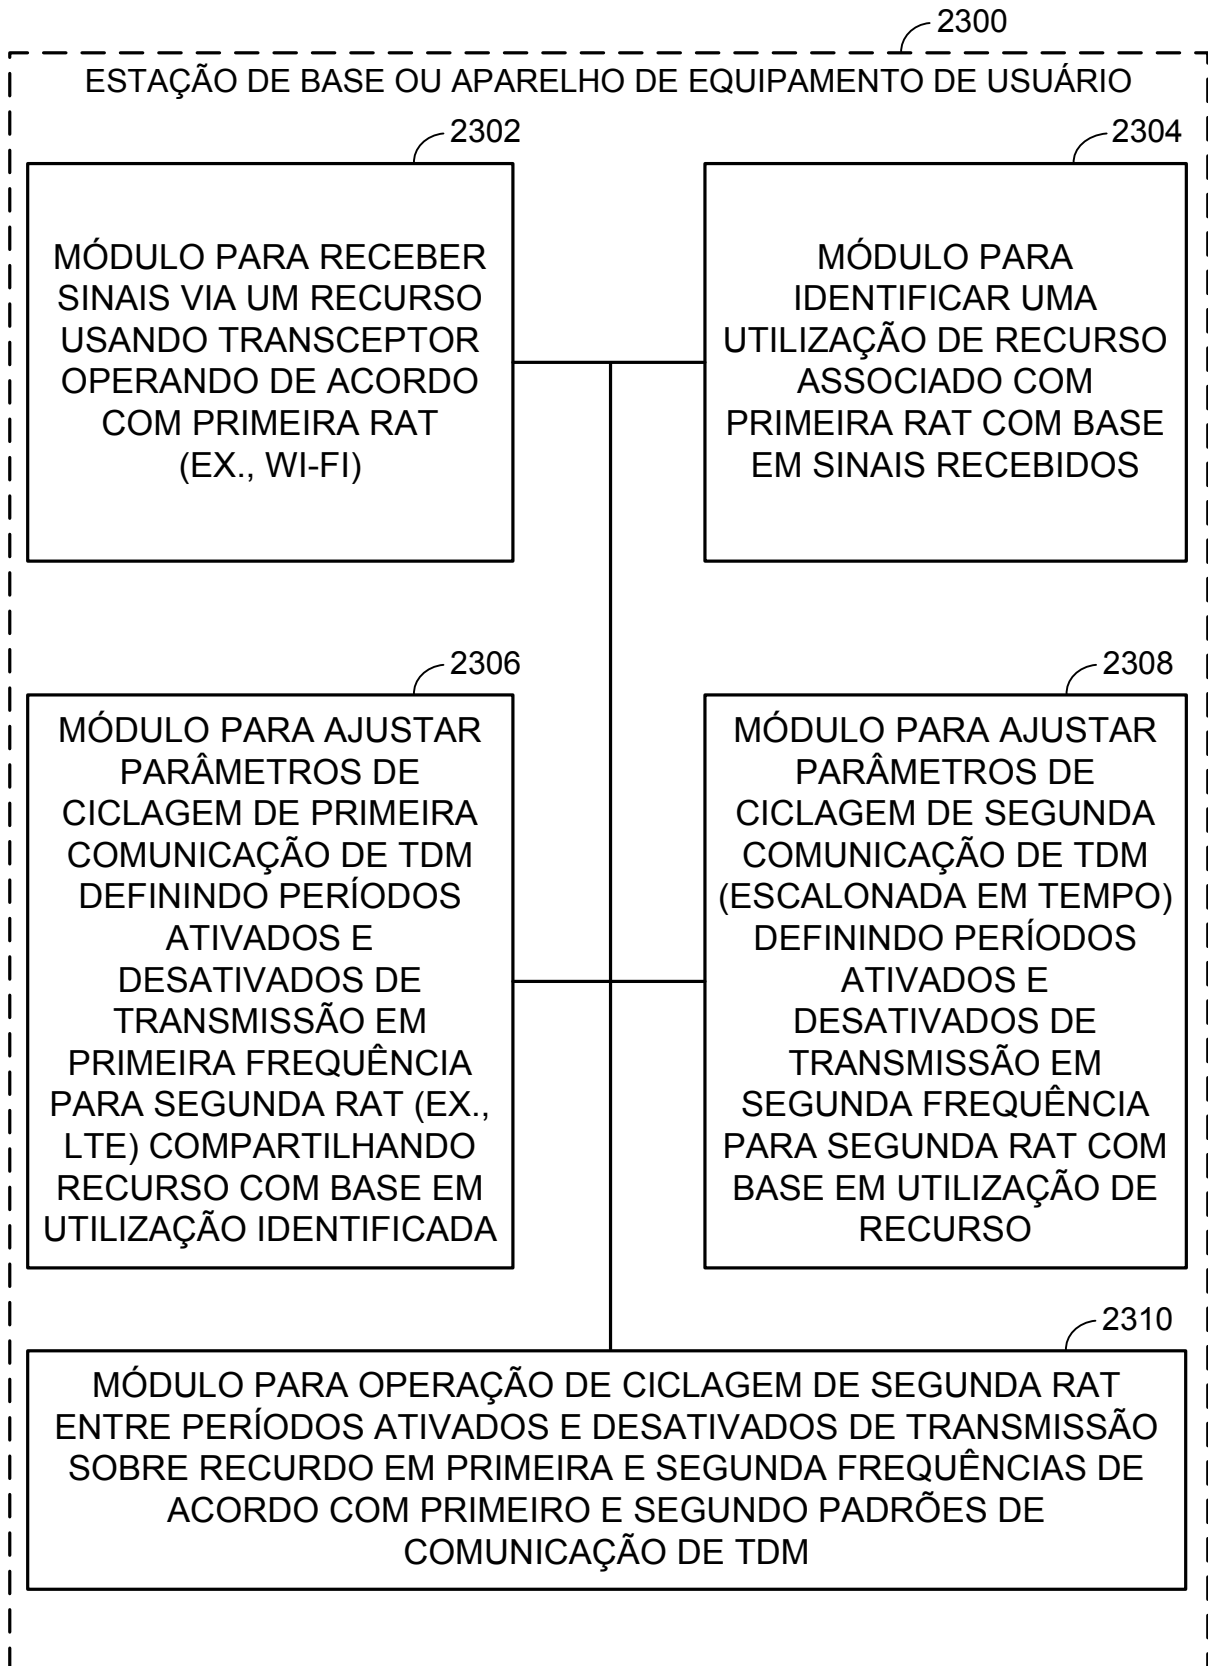 2300
ESTAÇÃO DE BASE OU APARELHO DE EQUIPAMENTO DE USUÁRIO
2302
MÓDULO PARA RECEBER
SINAIS VIA UM RECURSO
USANDO TRANSCEPTOR
OPERANDO DE ACORDO
COM PRIMEIRA RAT
(EX., WI-FI)
2304
MÓDULO PARA
IDENTIFICAR UMA
UTILIZAÇÃO DE RECURSO
ASSOCIADO COM
PRIMEIRA RAT COM BASE
EM SINAIS RECEBIDOS
2306
MÓDULO PARA AJUSTAR
PARÂMETROS DE
CICLAGEM DE PRIMEIRA
COMUNICAÇÃO DE TDM
DEFININDO PERÍODOS
ATIVADOS E
DESATIVADOS DE
TRANSMISSÃO EM
PRIMEIRA FREQUÊNCIA
PARA SEGUNDA RAT (EX.,
LTE) COMPARTILHANDO
RECURSO COM BASE EM
UTILIZAÇÃO IDENTIFICADA
2308
MÓDULO PARA AJUSTAR
PARÂMETROS DE
CICLAGEM DE SEGUNDA
COMUNICAÇÃO DE TDM
(ESCALONADA EM TEMPO)
DEFININDO PERÍODOS
ATIVADOS E
DESATIVADOS DE
TRANSMISSÃO EM
SEGUNDA FREQUÊNCIA
PARA SEGUNDA RAT COM
BASE EM UTILIZAÇÃO DE
RECURSO
2310
MÓDULO PARA OPERAÇÃO DE CICLAGEM DE SEGUNDA RAT
ENTRE PERÍODOS ATIVADOS E DESATIVADOS DE TRANSMISSÃO
SOBRE RECURDO EM PRIMEIRA E SEGUNDA FREQUÊNCIAS DE
ACORDO COM PRIMEIRO E SEGUNDO PADRÕES DE
COMUNICAÇÃO DE TDM